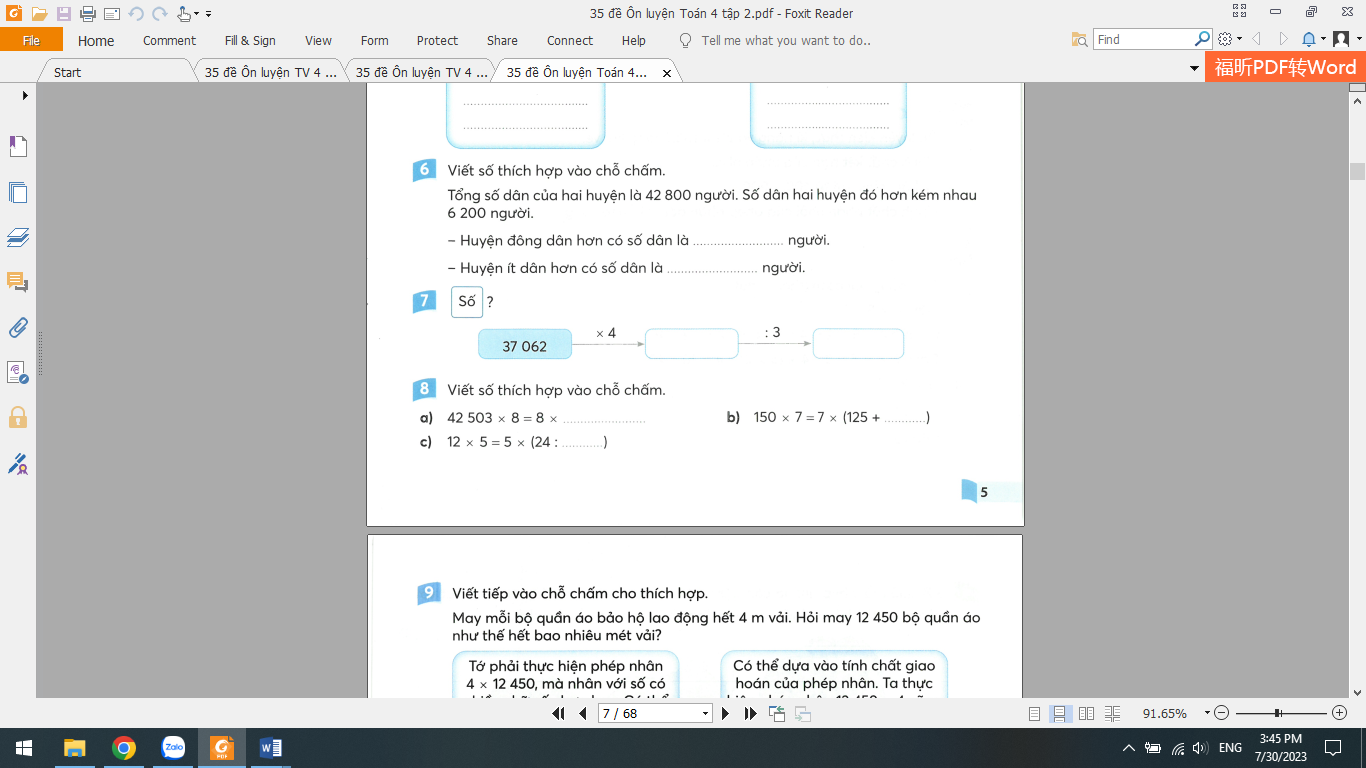 35 đề Ôn luyện Toán 4 tập 2.pdf - Foxit Reader
File Home Comment Fill & Sign View Form Protect Share Connect Help Tell me what you want to do.. Find
Start 35 đề Ôn luyện TV 4 ... 35 đề Ôn luyện TV 4 ... 35 đề Ôn luyện Toán 4... 福昕PDF转Word
6 Viết số thích hợp vào chỗ chấm.
Tổng số dân của hai huyện là 42 800 người. Số dân hai huyện đó hơn kém nhau
6 200 người.
– Huyện đông dân hơn có số dân là ........................ người.
– Huyện ít dân hơn có số dân là ........................ người.
7 Số ?
37 062 × 4 : 3
8 Viết số thích hợp vào chỗ chấm.
a) 42 503 × 8 = 8 × ...................... b) 150 × 7 = 7 × (125 + ...........)
c) 12 × 5 = 5 × (24 : ...........)
5
9 Viết tiếp vào chỗ chấm cho thích hợp.
May mỗi bộ quần áo bảo hộ lao động hết 4 m vải. Hỏi may 12 450 bộ quần áo
như thế hết bao nhiêu mét vải?
Tớ phải thực hiện phép nhân
4 × 12 450, mà nhân với số có
Có thể dựa vào tính chất giao
hoán của phép nhân. Ta thực
7 / 68 91.65%
Zalo PDF W ENG 3:45 PM
7/30/2023